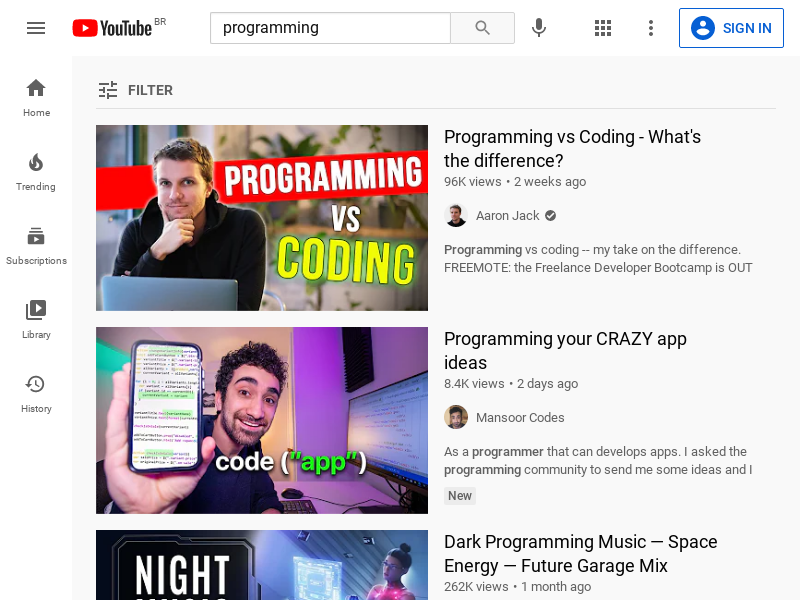 YouTube BR
programming
SIGN IN
Home
Trending
Subscriptions
Library
History
FILTER
PROGRAMMING
VS
CODING
Programming vs Coding - What's
the difference?
96K views • 2 weeks ago
Aaron Jack
Programming vs coding -- my take on the difference.
FREEMOTE: the Freelance Developer Bootcamp is OUT
code ("app")
Programming your CRAZY app
ideas
8.4K views • 2 days ago
Mansoor Codes
As a programmer that can develops apps. I asked the
programming community to send me some ideas and I
New
NIGHT
MUSIC
Dark Programming Music — Space
Energy — Future Garage Mix
262K views • 1 month ago